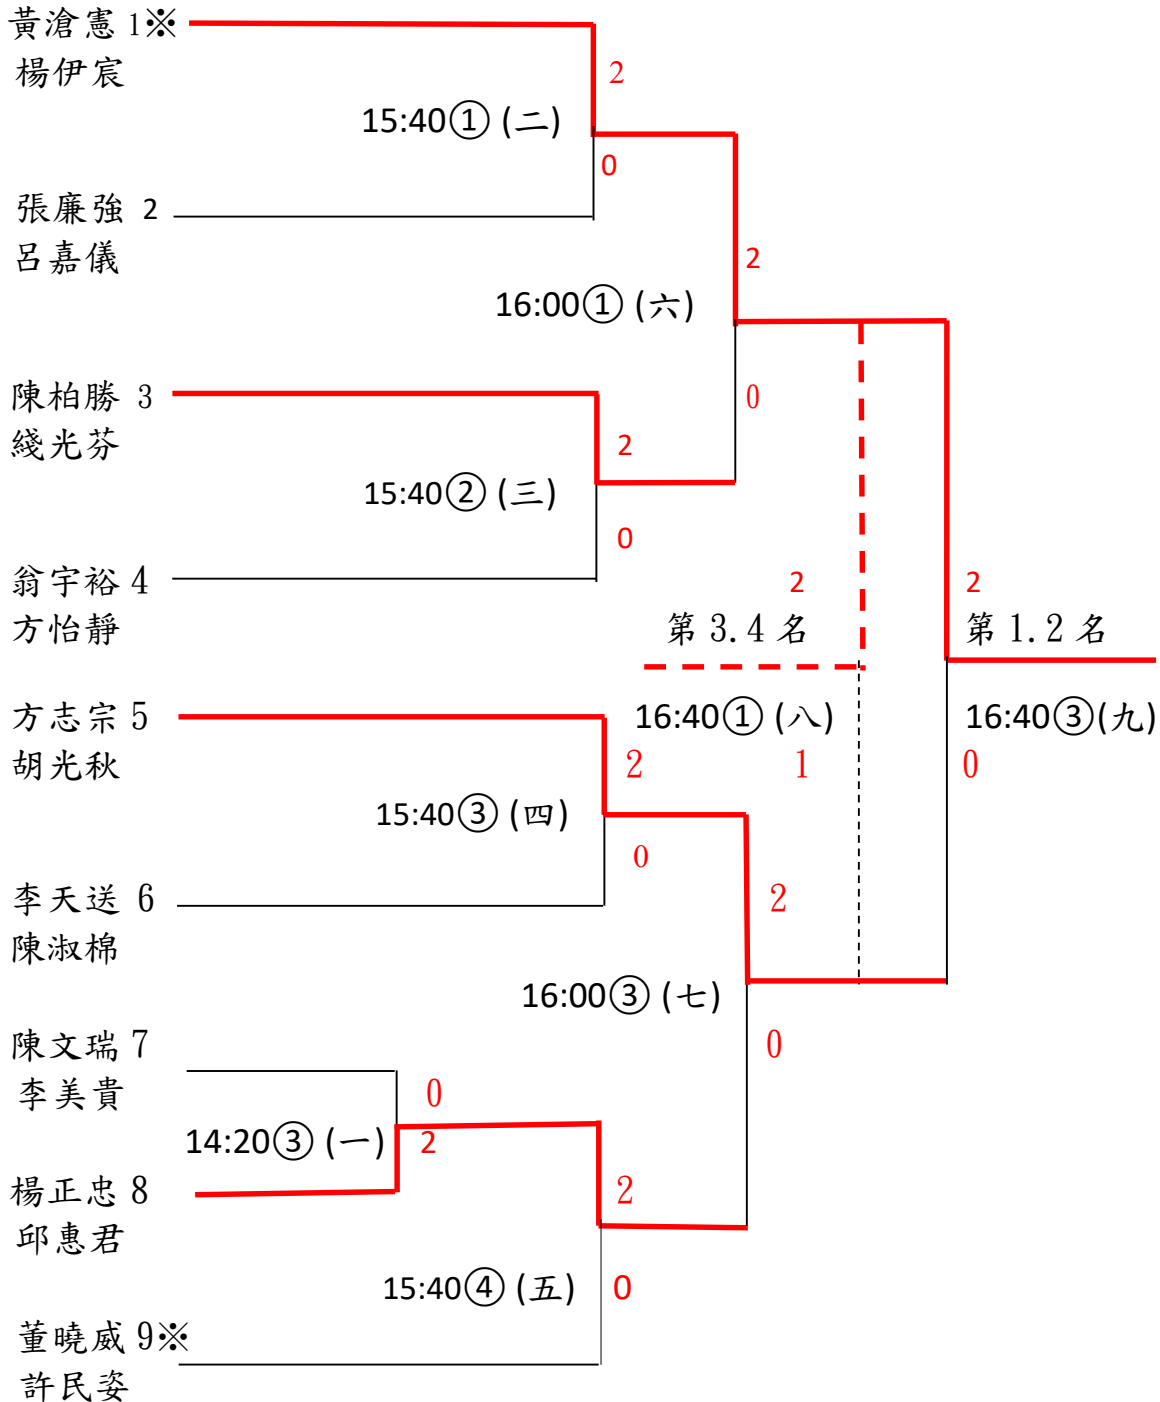 黃滄憲 1※
楊伊宸
2
15:40① (二)
0
張廉強 2
呂嘉儀
2
16:00① (六)
0
陳柏勝 3
綫光芬
2
15:40② (三)
0
翁宇裕 4
方怡靜
2
第 3.4 名
2
第 1.2 名
方志宗 5
胡光秋
16:40① (八)
1
16:40③(九)
0
2
15:40③ (四)
0
李天送 6
陳淑棉
2
16:00③ (七)
0
陳文瑞 7
李美貴
0
14:20③ (一)
2
楊正忠 8
邱惠君
2
15:40④ (五)
0
董曉威 9※
許民姿